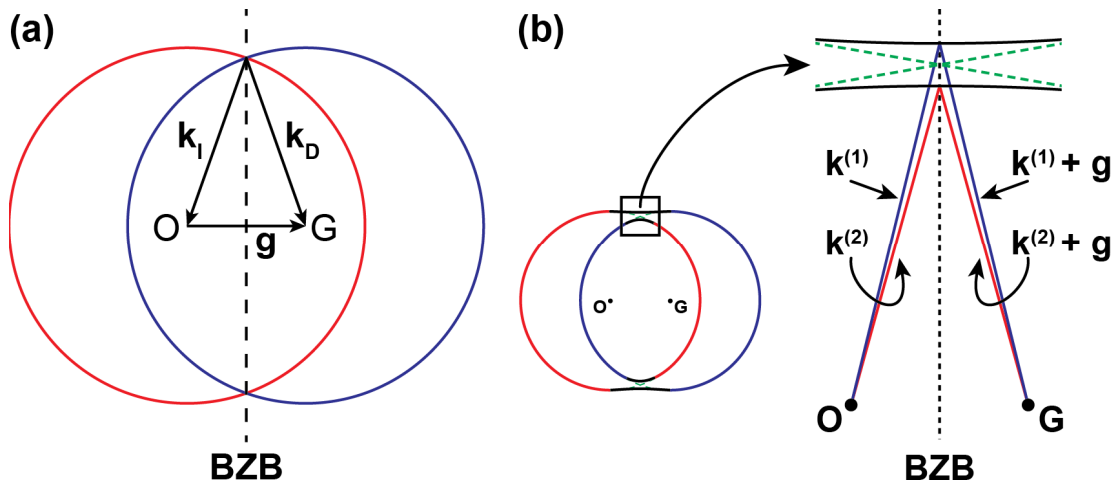 (a)
k_I
k_D
O
G
g
BZB
(b)
O
G
k^(1)
k^(1) + g
k^(2)
k^(2) + g
O
G
BZB